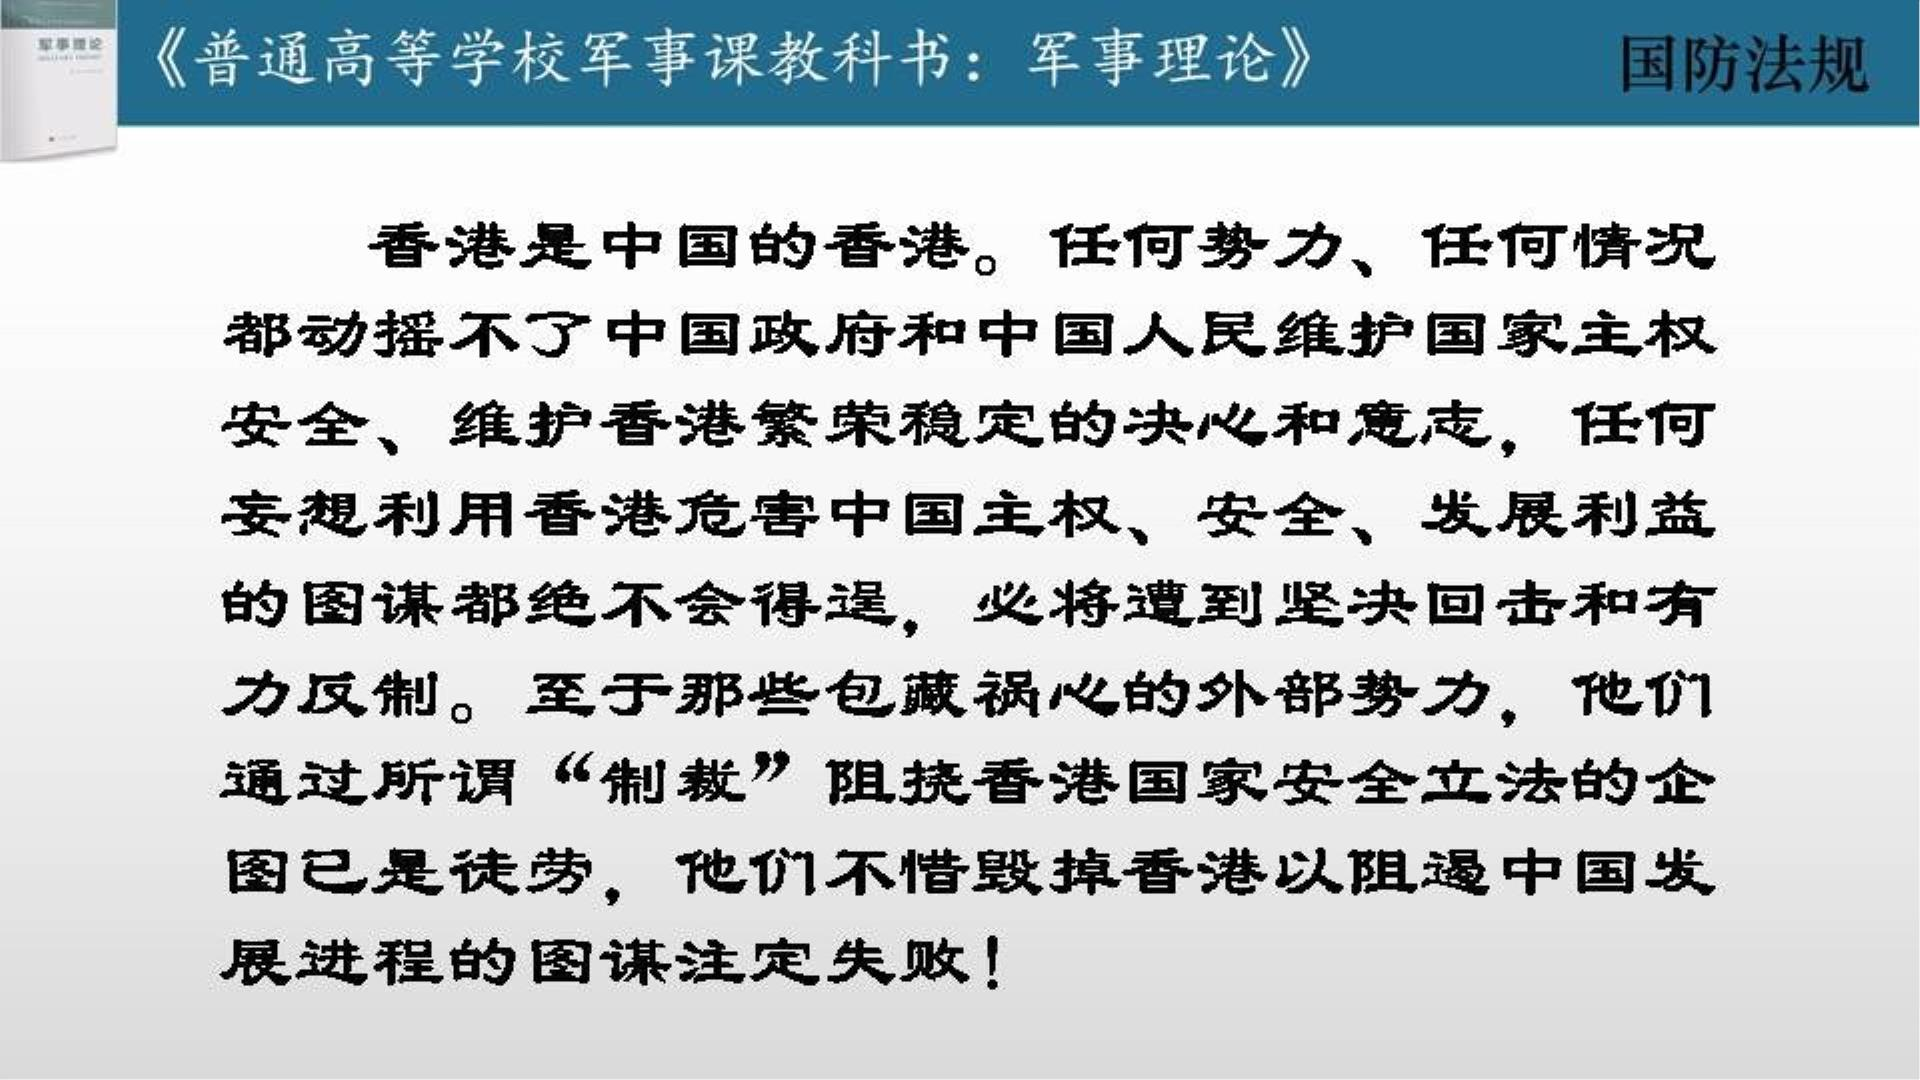 军事理论
《普通高等学校军事课教科书：军事理论》
国防法规
香港是中国的香港。任何势力、任何情况
都动摇不了中国政府和中国人民维护国家主权
安全、维护香港繁荣稳定的决心和意志，任何
妄想利用香港危害中国主权、安全、发展利益
的图谋都绝不会得逞，必将遭到坚决回击和有
力反制。至于那些包藏祸心的外部势力，他们
通过所谓“制裁”阻挠香港国家安全立法的企
图已是徒劳，他们不惜毁掉香港以阻遏中国发
展进程的图谋注定失败！